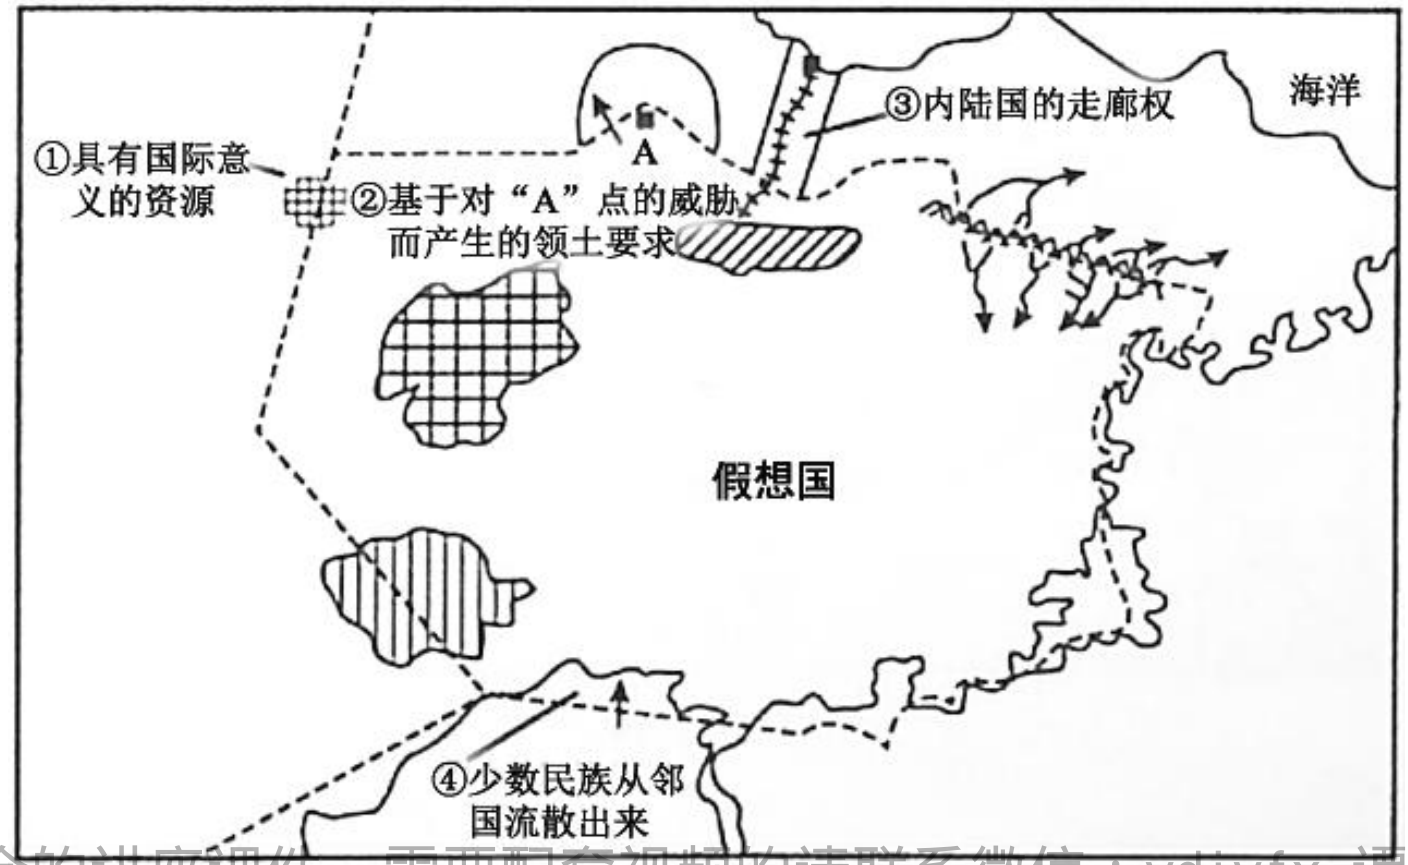 海洋
③内陆国的走廊权
①具有国际意
义的资源
A
②基于对“A”点的威胁
而产生的领土要求
假想国
④少数民族从邻
国流散出来